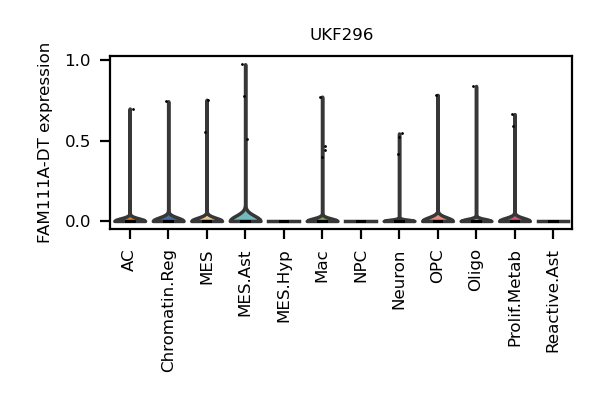 UKF296
FAM111A-DT expression
1.0
0.5
0.0
AC
Chromatin.Reg
MES
MES.Ast
MES.Hyp
Mac
NPC
Neuron
OPC
Oligo
Prolif.Metab
Reactive.Ast